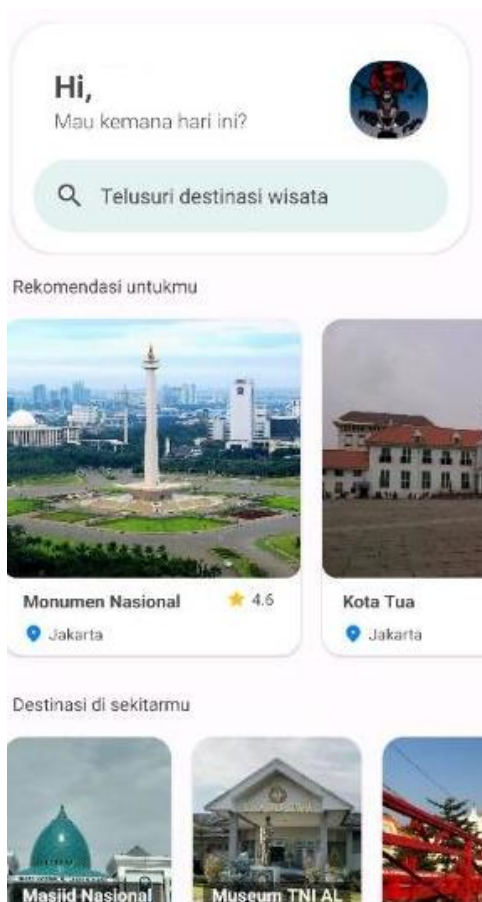 Hi,
Mau kemana hari ini?
Telusuri destinasi wisata
Rekomendasi untukmu
Monumen Nasional 4.6
Jakarta
Kota Tua
Jakarta
Destinasi di sekitarmu
Masjid Nasional
Museum TNI AL